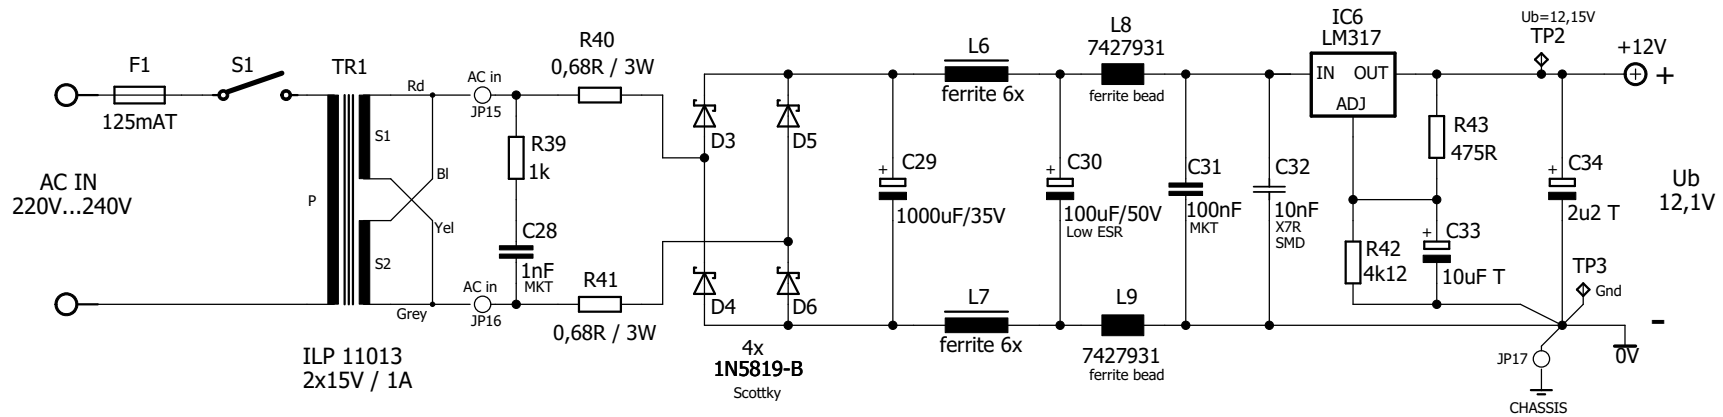 F1
125mAT
S1
TR1
AC IN
220V...240V
P
S1
S2
Rd
Bl
Yel
Grey
ILP 11013
2x15V / 1A
AC in
JP15
AC in
JP16
R39
1k
C28
1nF
MKT
R40
0,68R / 3W
R41
0,68R / 3W
D3
D5
D4
D6
4x
1N5819-B
Scottky
C29
+
1000uF/35V
L6
ferrite 6x
L7
ferrite 6x
C30
+
100uF/50V
Low ESR
L8
7427931
ferrite bead
L9
7427931
ferrite bead
C31
100nF
MKT
C32
10nF
X7R
SMD
IC6
LM317
IN OUT
ADJ
R43
475R
R42
4k12
C33
+
10uF T
Ub=12,15V
TP2
C34
+
2u2 T
TP3
Gnd
+12V
+
Ub
12,1V
-
0V
JP17
CHASSIS